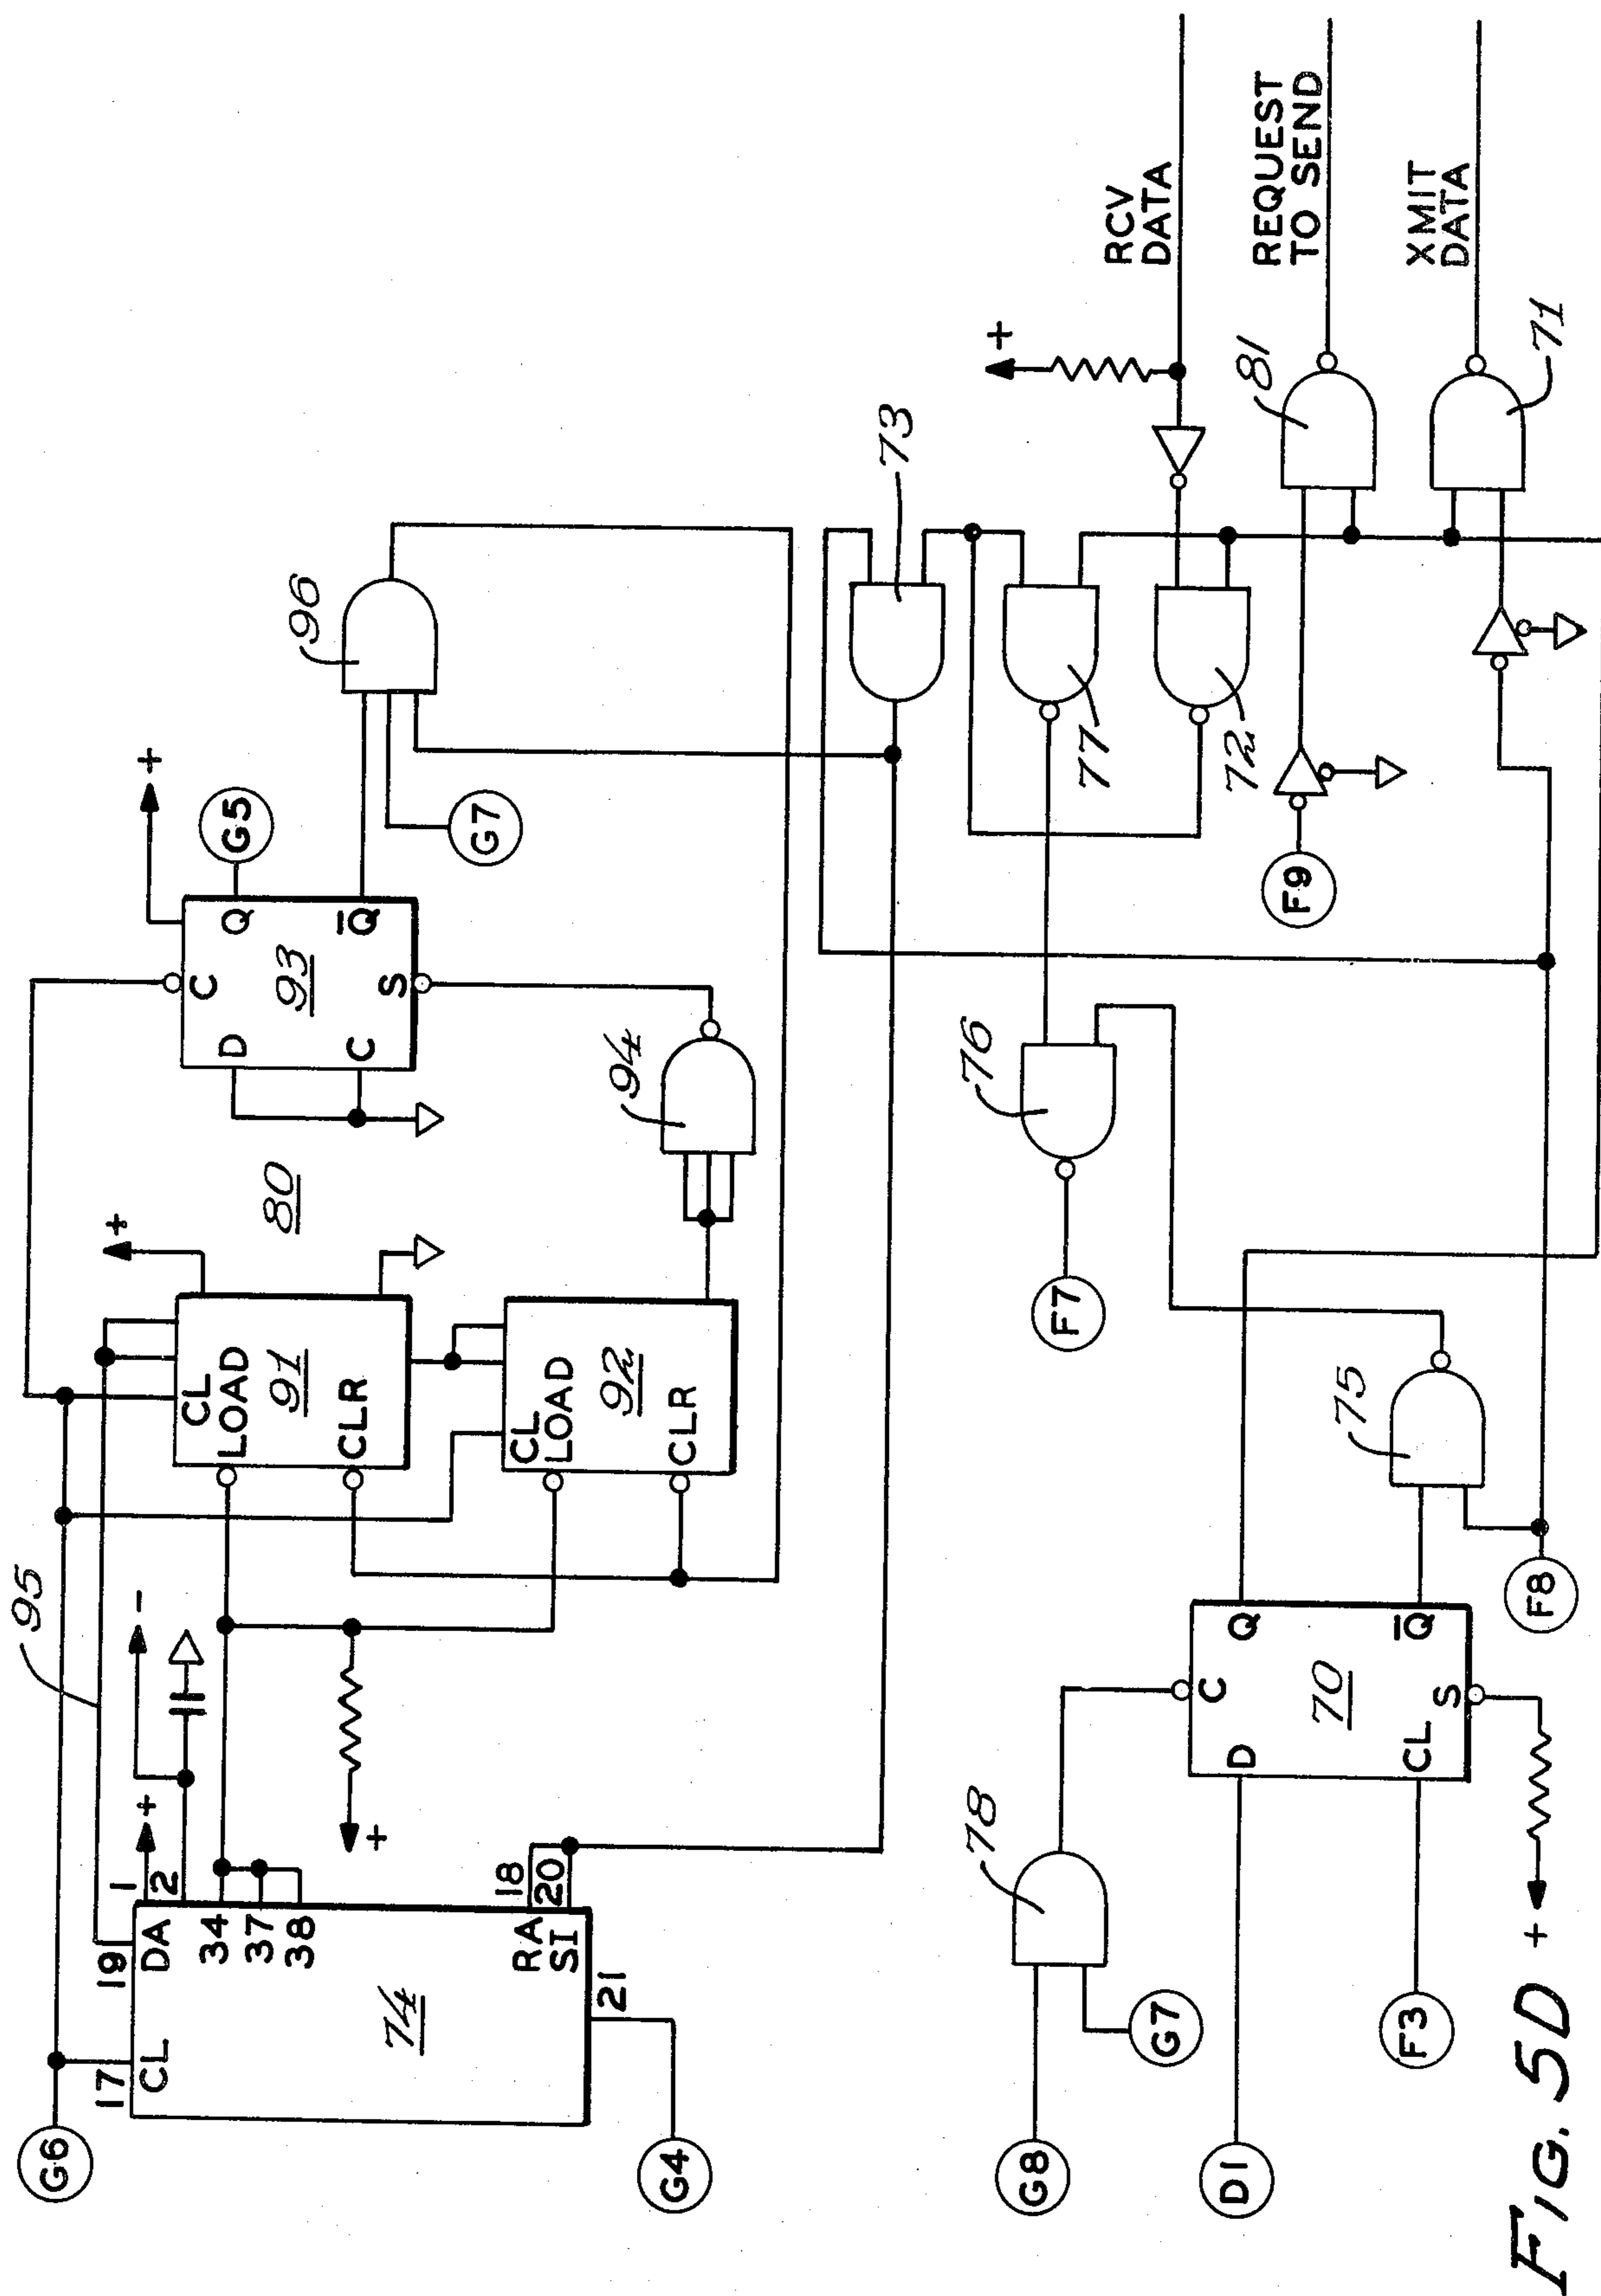 95
G6
17
CL
19
DA
1
+
2
-
34
37
38
+
74
RA
SI
18
20
21
G4
CL
LOAD
91
CLR
+
80
CL
LOAD
92
CLR
94
C
D
Q
93
C
S
Q
+
G5
G7
96
73
77
72
76
F7
F9
+
RCV
DATA
REQUEST
TO SEND
XMIT
DATA
81
71
G8
G7
78
D1
F3
D
C
Q
70
CL
S
Q
75
F8
+
FIG. 5D